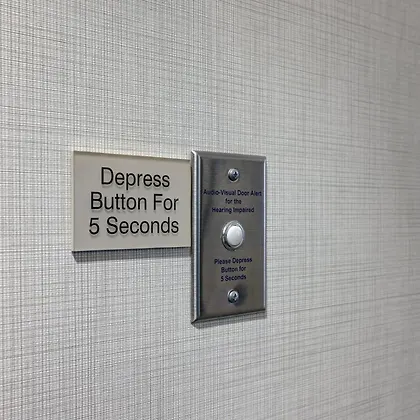 Depress
Button For
5 Seconds
Audio-Visual Door Alert
for the
Hearing Impaired
Please Depress
Button for
5 Seconds